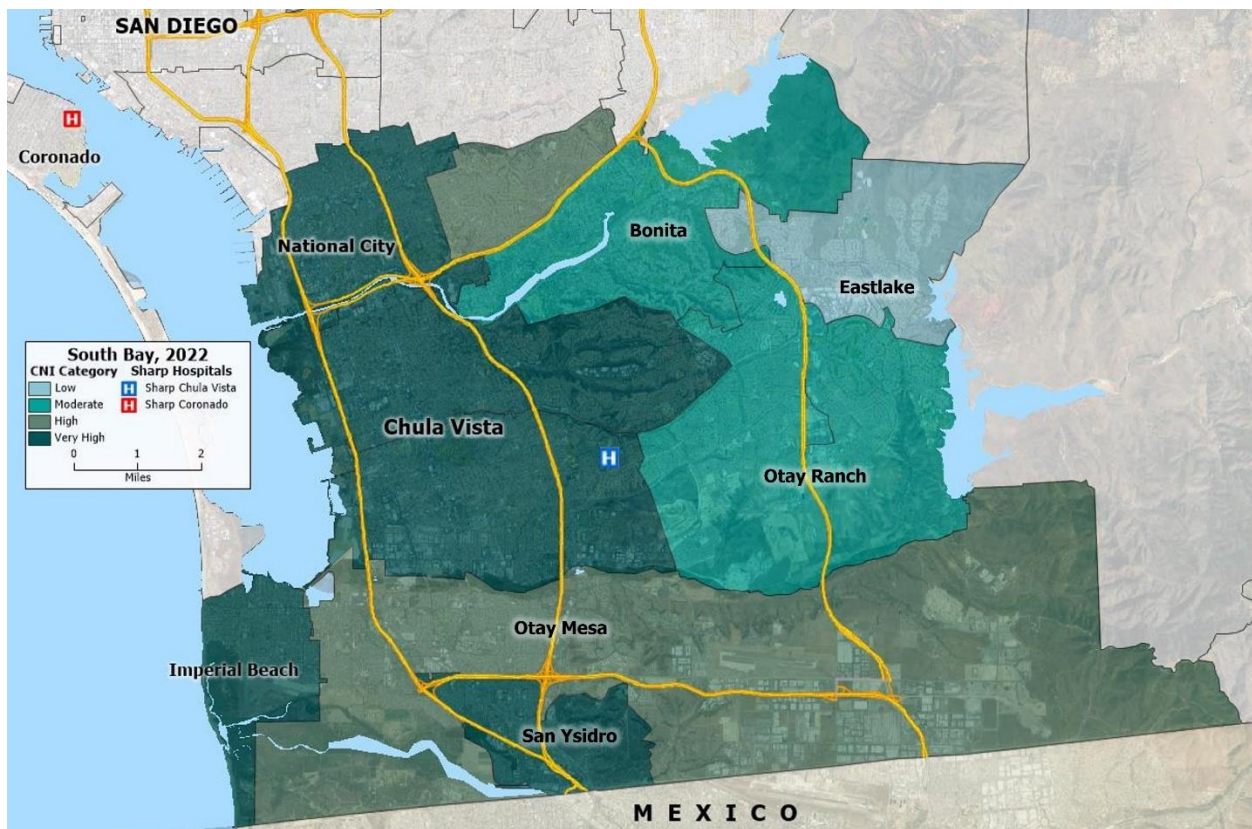 SAN DIEGO
Coronado
National City
Bonita
Eastlake
South Bay, 2022
CNI Category Sharp Hospitals
Low H Sharp Chula Vista
Moderate H Sharp Coronado
High
Very High
0 1 2
Miles
Chula Vista
H
H
Otay Ranch
Otay Mesa
Imperial Beach
San Ysidro
MEXICO